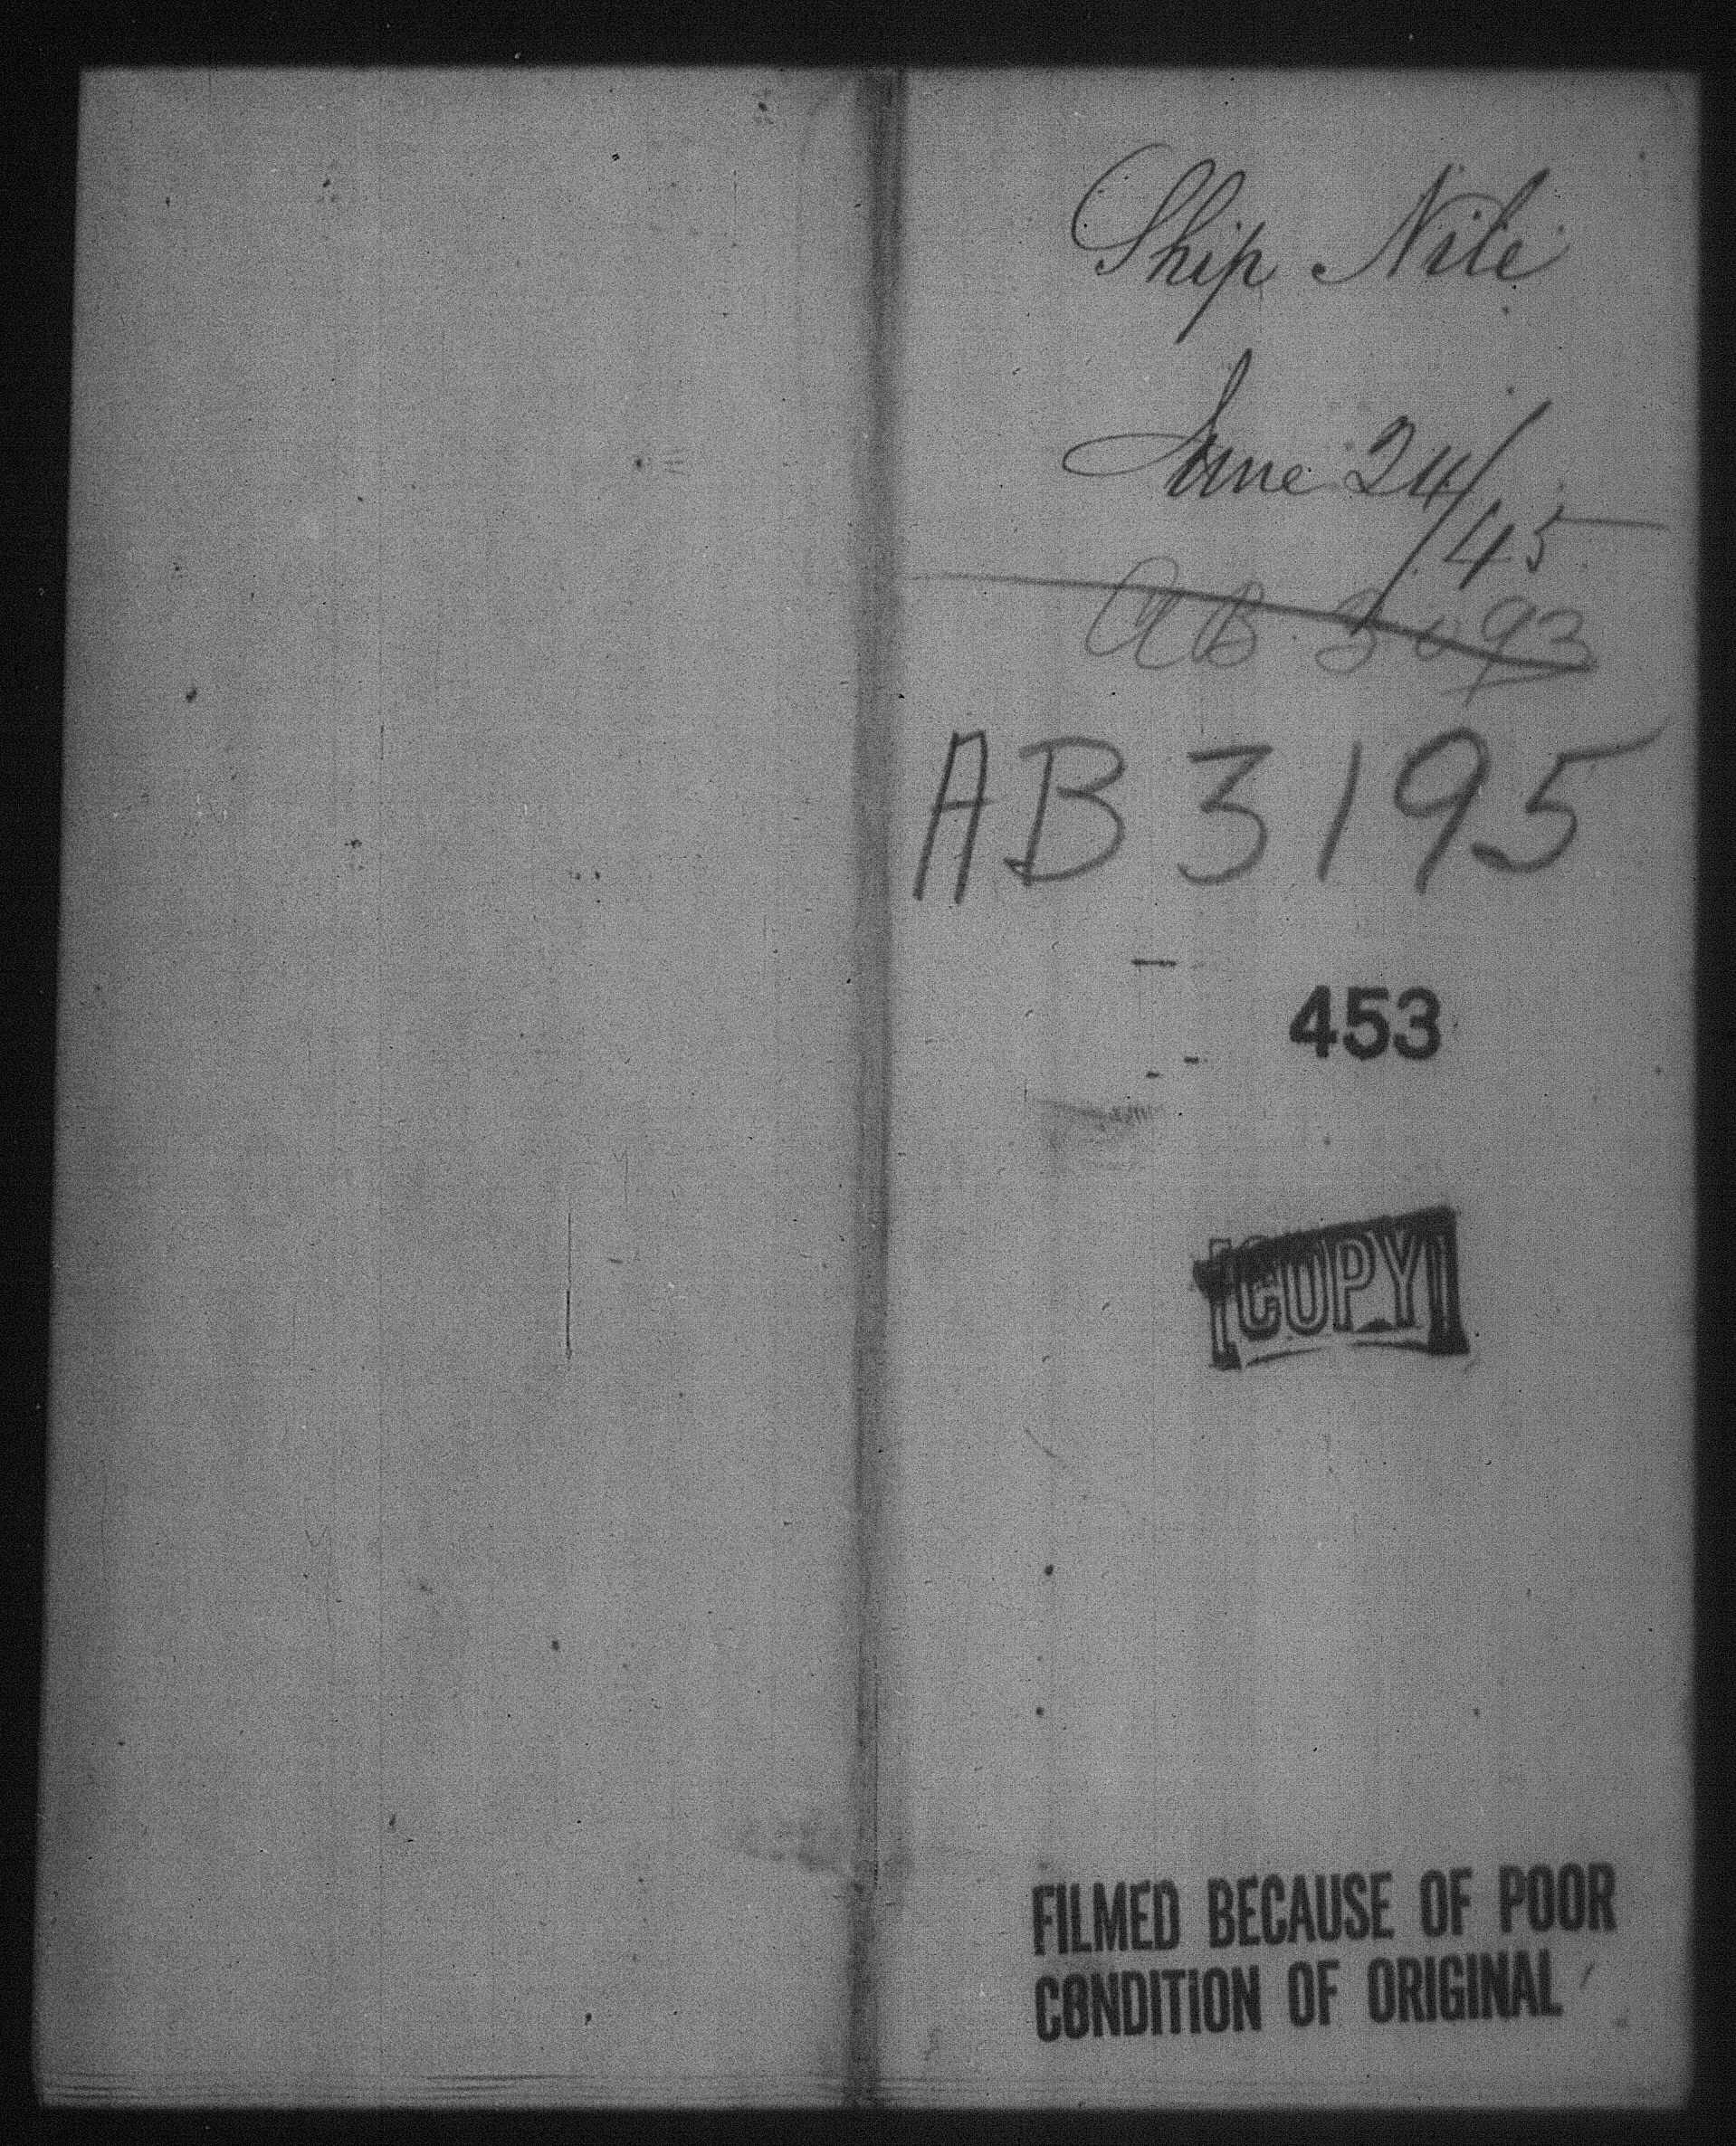 Ship Nile
June 24/45
AB 3093
AB 3195
453
COPY
FILMED BECAUSE OF POOR
CONDITION OF ORIGINAL